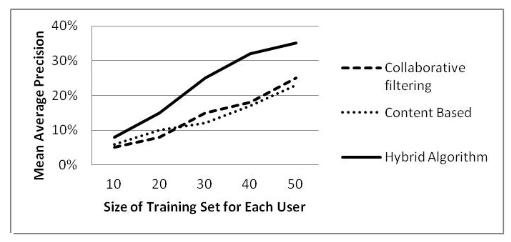 40%
30%
20%
10%
0%
Mean Average Precision
10 20 30 40 50
Size of Training Set for Each User
Collaborative
filtering
Content Based
Hybrid Algorithm